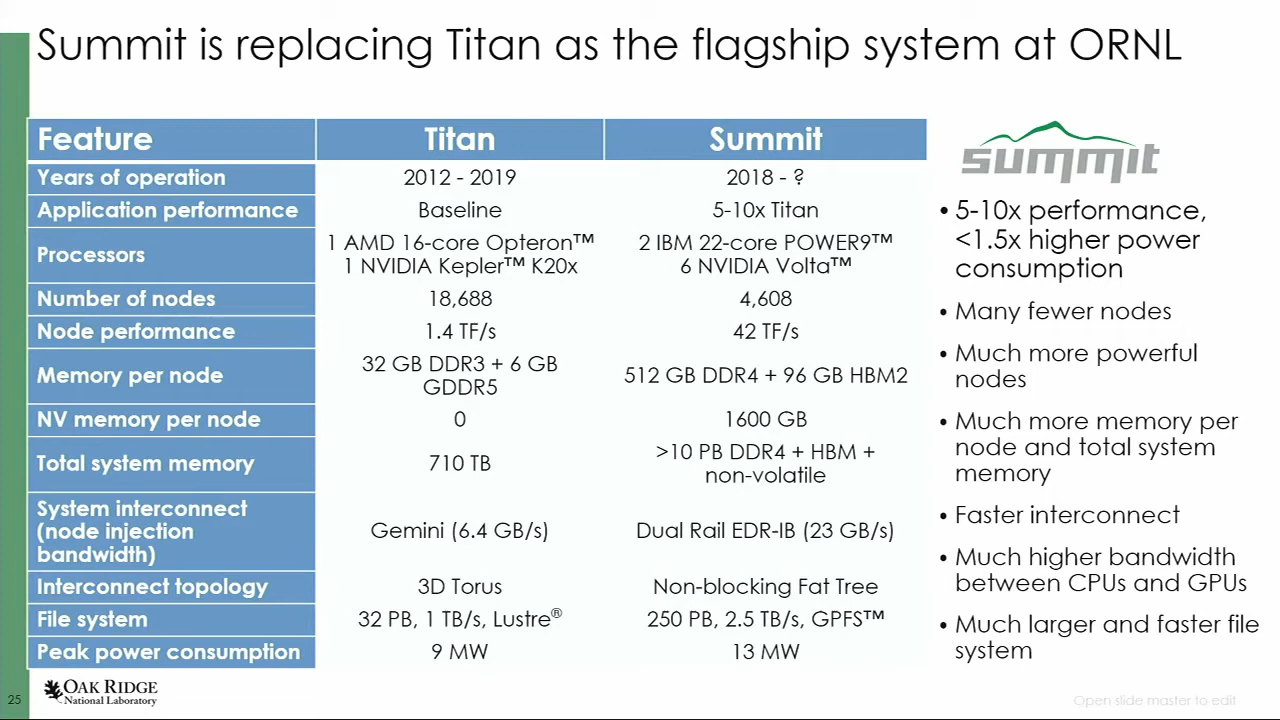 Summit is replacing Titan as the flagship system at ORNL
Feature Titan Summit
Years of operation 2012 - 2019 2018 - ?
Application performance Baseline 5-10x Titan
Processors
1 AMD 16-core Opteron™
1 NVIDIA Kepler™ K20x
2 IBM 22-core POWER9™
6 NVIDIA Volta™
Number of nodes 18,688 4,608
Node performance 1.4 TF/s 42 TF/s
Memory per node
32 GB DDR3 + 6 GB
GDDR5
512 GB DDR4 + 96 GB HBM2
NV memory per node 0 1600 GB
Total system memory 710 TB
>10 PB DDR4 + HBM +
non-volatile
System interconnect
(node injection
bandwidth)
Gemini (6.4 GB/s) Dual Rail EDR-IB (23 GB/s)
Interconnect topology 3D Torus Non-blocking Fat Tree
File system 32 PB, 1 TB/s, Lustre® 250 PB, 2.5 TB/s, GPFS™
Peak power consumption 9 MW 13 MW
summit
• 5-10x performance,
<1.5x higher power
consumption
• Many fewer nodes
• Much more powerful
nodes
• Much more memory per
node and total system
memory
• Faster interconnect
• Much higher bandwidth
between CPUs and GPUs
• Much larger and faster file
system
25
OAK RIDGE
National Laboratory
Open slide master to edit